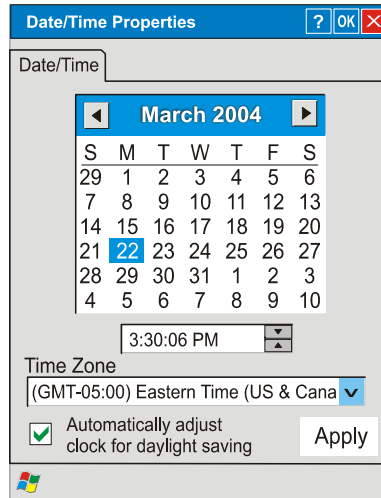 Date/Time Properties ? OK X
Date/Time
March 2004
S M T W T F S
29 1 2 3 4 5 6
7 8 9 10 11 12 13
14 15 16 17 18 19 20
21 22 23 24 25 26 27
28 29 30 31 1 2 3
4 5 6 7 8 9 10
3:30:06 PM
Time Zone
(GMT-05:00) Eastern Time (US & Cana
Automatically adjust
clock for daylight saving
Apply